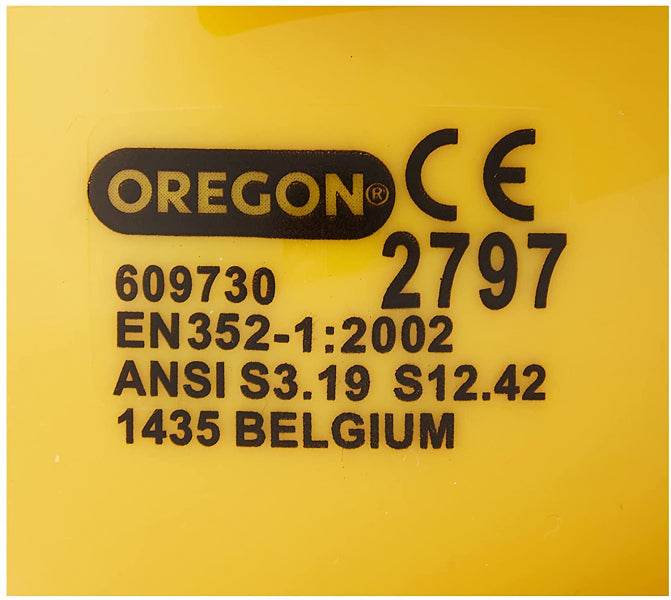 OREGON® CE
2797
609730
EN352-1:2002
ANSI S3.19 S12.42
1435 BELGIUM